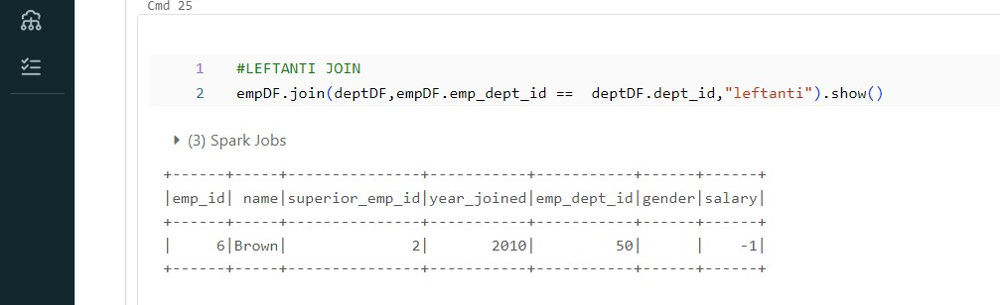 Cmd 25
1 #LEFTANTI JOIN
2 empDF.join(deptDF,empDF.emp_dept_id ==  deptDF.dept_id,"leftanti").show()
(3) Spark Jobs
+------+-----+---------------+-----------+-----------+------+------+
|emp_id| name|superior_emp_id|year_joined|emp_dept_id|gender|salary|
+------+-----+---------------+-----------+-----------+------+------+
|     6|Brown|              2|       2010|         50|      |    -1|
+------+-----+---------------+-----------+-----------+------+------+